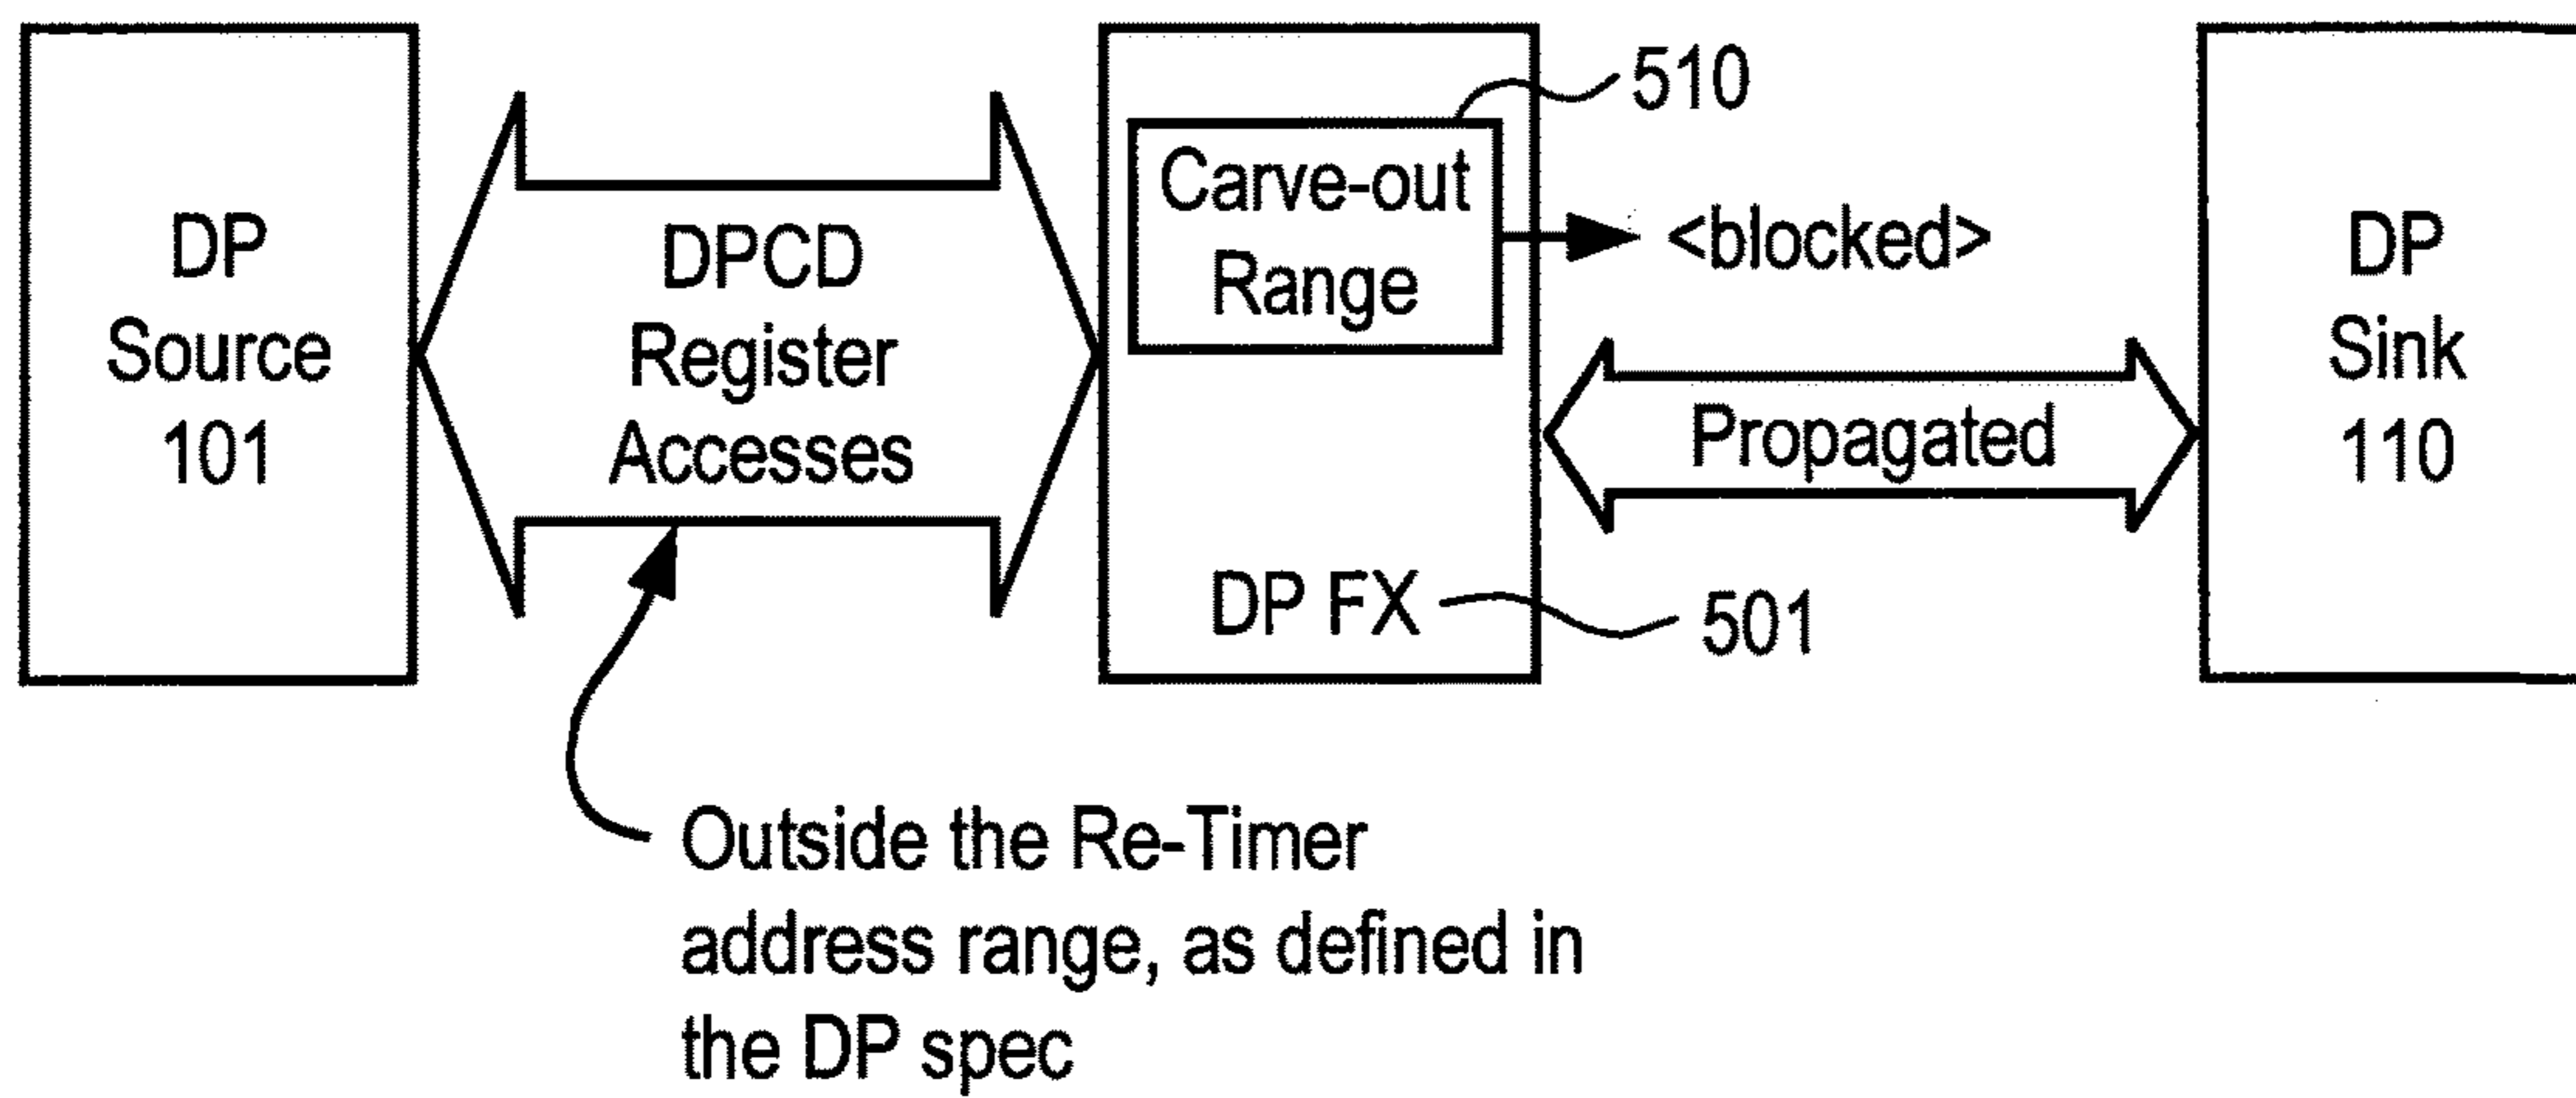 DP
Source
101
DPCD
Register
Accesses
510
Carve-out
Range
<blocked>
Propagated
DP FX
501
DP
Sink
110
Outside the Re-Timer
address range, as defined in
the DP spec